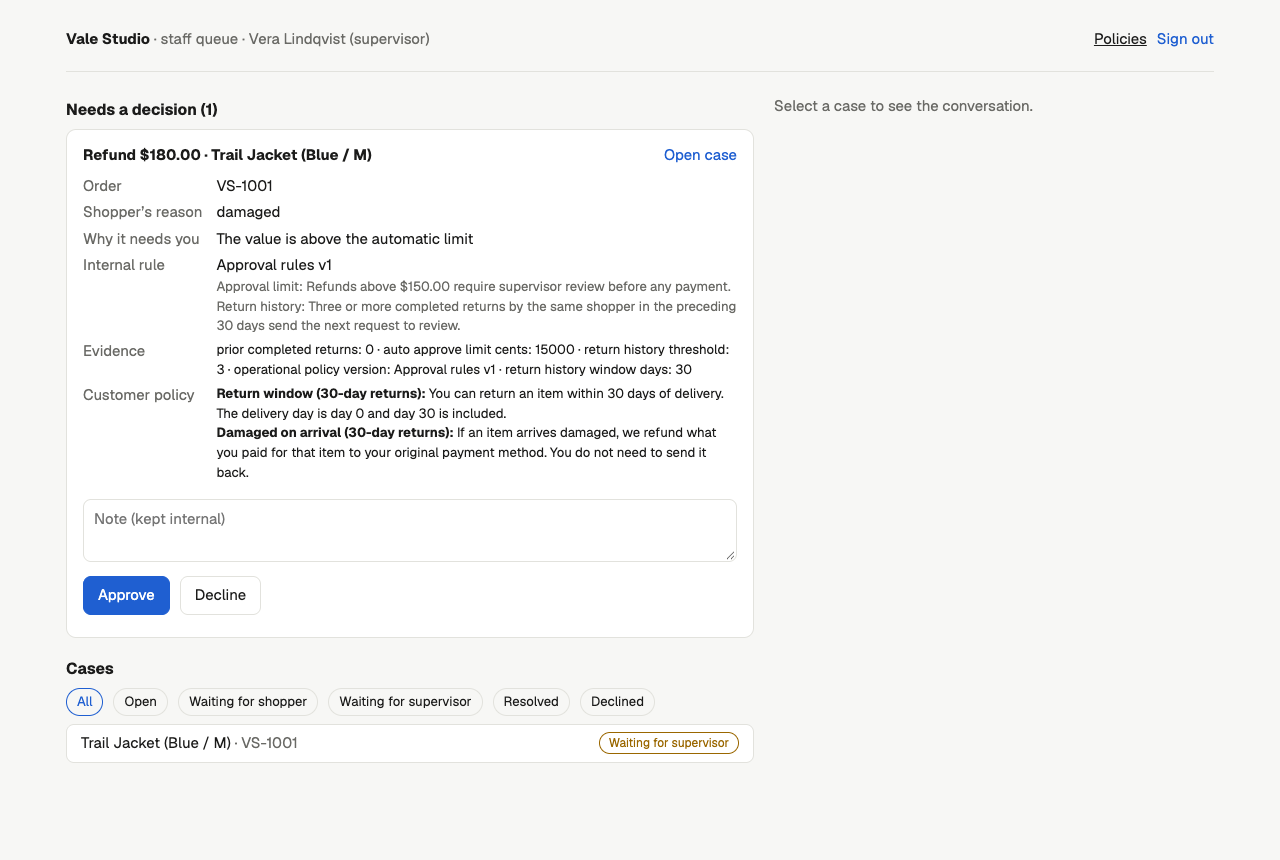 Vale Studio · staff queue · Vera Lindqvist (supervisor)
Policies
Sign out
Needs a decision (1)
Refund $180.00 · Trail Jacket (Blue / M)
Open case
Order
VS-1001
Shopper's reason
damaged
Why it needs you
The value is above the automatic limit
Internal rule
Approval rules v1
Approval limit: Refunds above $150.00 require supervisor review before any payment.
Return history: Three or more completed returns by the same shopper in the preceding
30 days send the next request to review.
Evidence
prior completed returns: 0 · auto approve limit cents: 15000 · return history threshold:
3 · operational policy version: Approval rules v1 · return history window days: 30
Customer policy
Return window (30-day returns): You can return an item within 30 days of delivery.
The delivery day is day 0 and day 30 is included.
Damaged on arrival (30-day returns): If an item arrives damaged, we refund what
you paid for that item to your original payment method. You do not need to send it
back.
Note (kept internal)
Approve
Decline
Select a case to see the conversation.
Cases
All
Open
Waiting for shopper
Waiting for supervisor
Resolved
Declined
Trail Jacket (Blue / M) · VS-1001
Waiting for supervisor